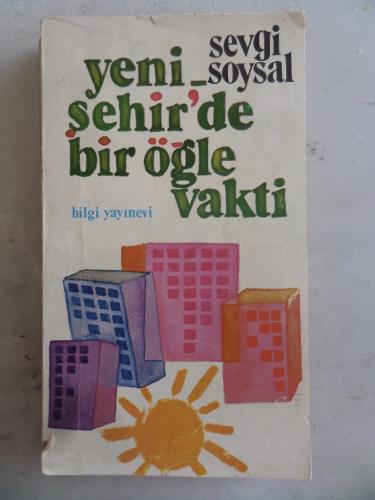 sevgi
soysal
yeni-
şehir'de
bir öğle
vakti
bilgi yayınevi